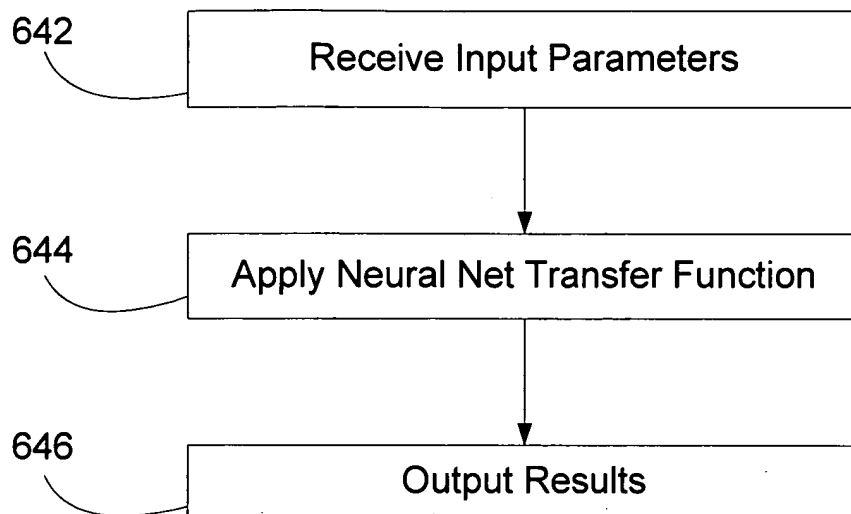 642
Receive Input Parameters
644
Apply Neural Net Transfer Function
646
Output Results